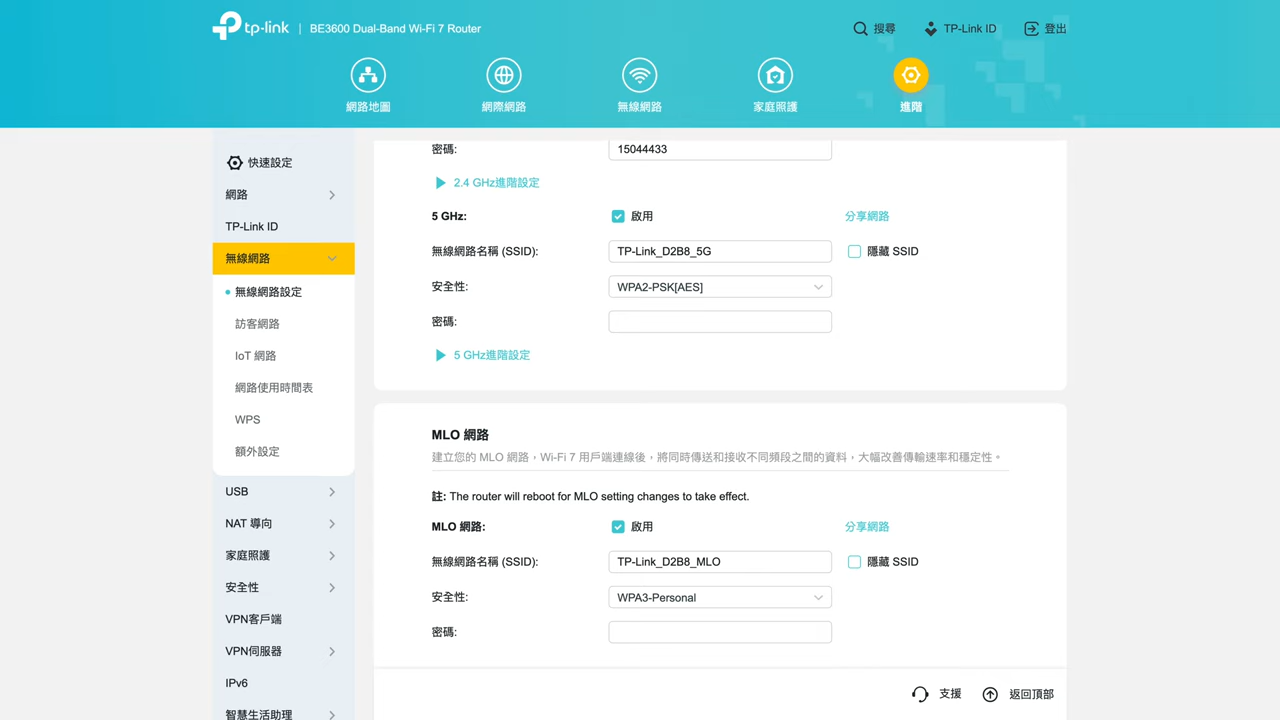 tp-link | BE3600 Dual-Band Wi-Fi 7 Router
搜尋 TP-Link ID 登出
網路地圖 網際網路 無線網路 家庭照護 進階
快速設定
網路
TP-Link ID
無線網路
無線網路設定
訪客網路
IoT 網路
網路使用時間表
WPS
額外設定
USB
NAT 導向
家庭照護
安全性
VPN客戶端
VPN伺服器
IPv6
智慧生活助理
密碼: 15044433
2.4 GHz進階設定
5 GHz: 啟用 分享網路
無線網路名稱 (SSID): TP-Link_D2B8_5G 隱藏 SSID
安全性: WPA2-PSK[AES]
密碼:
5 GHz進階設定
MLO 網路
建立您的 MLO 網路，Wi-Fi 7 用戶端連線後，將同時傳送和接收不同頻段之間的資料，大幅改善傳輸速率和穩定性。
註: The router will reboot for MLO setting changes to take effect.
MLO 網路: 啟用 分享網路
無線網路名稱 (SSID): TP-Link_D2B8_MLO 隱藏 SSID
安全性: WPA3-Personal
密碼:
支援 返回頂部